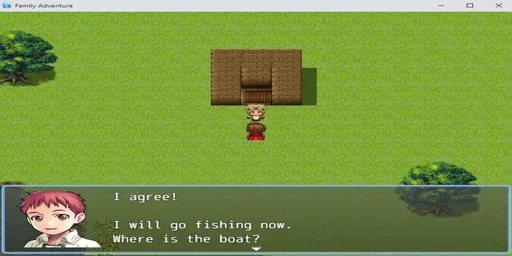 Family Adventure
I agree!
I will go fishing now.
Where is the boat?